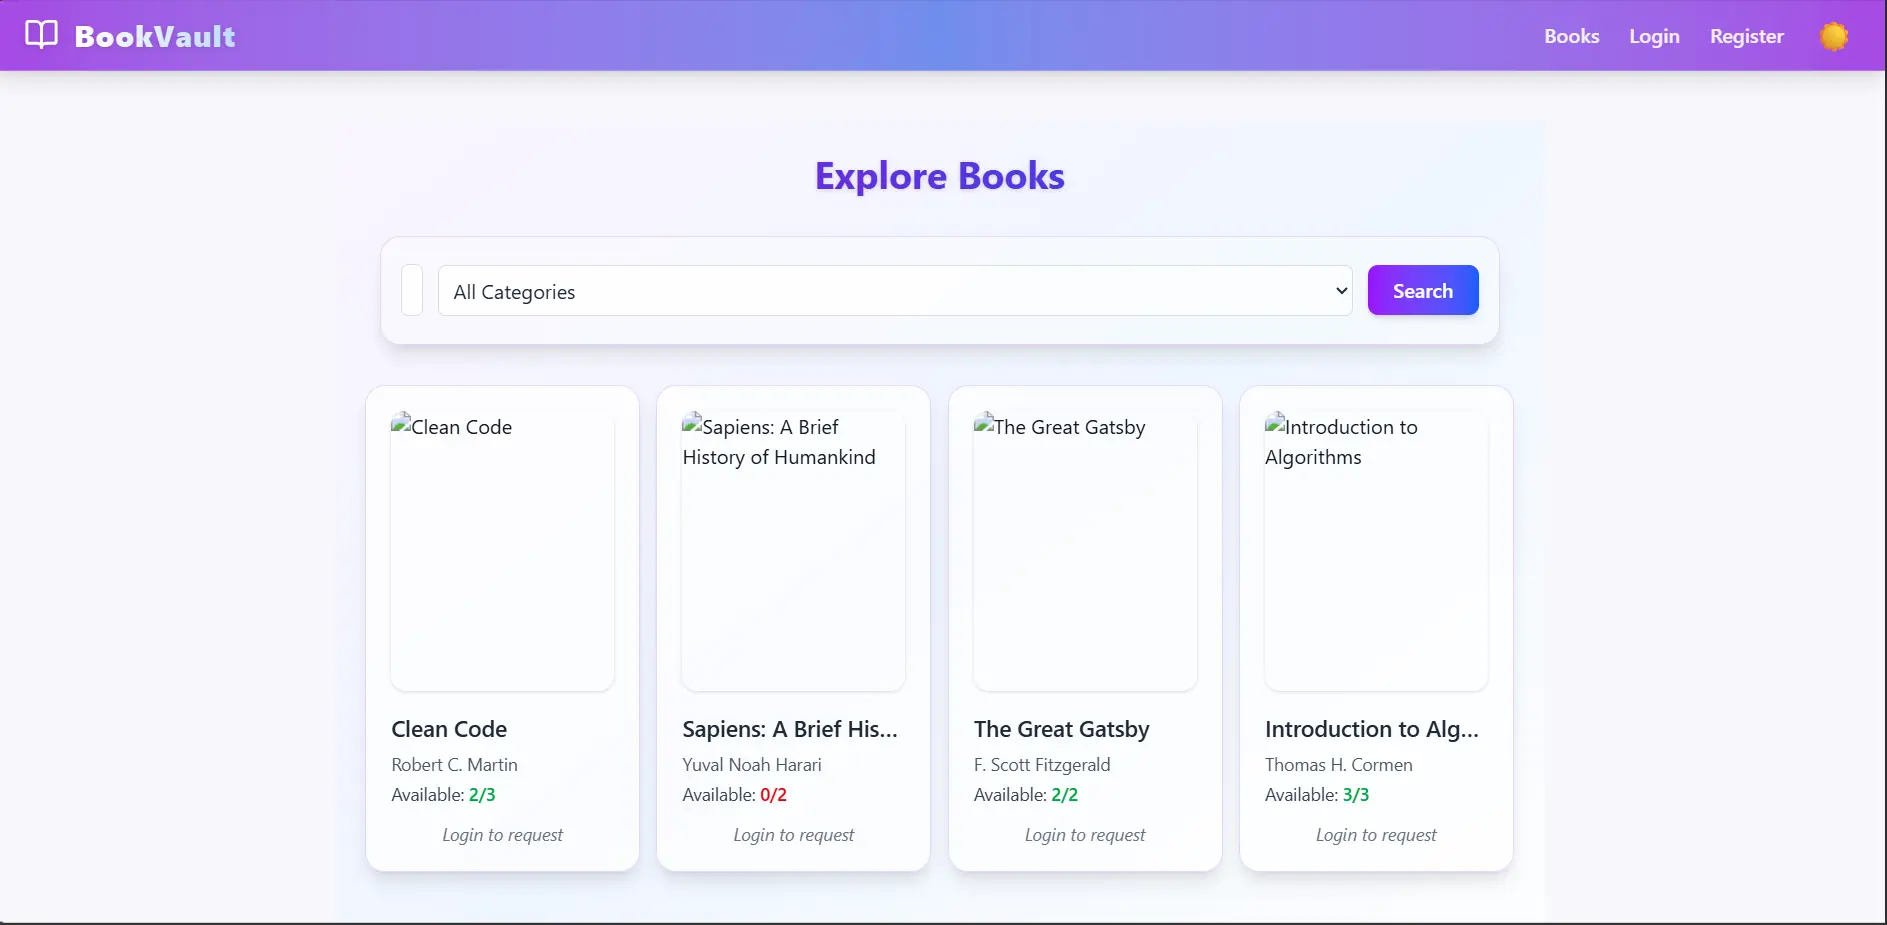 BookVault
Books Login Register
Explore Books
All Categories
Search
Clean Code
Sapiens: A Brief
History of Humankind
The Great Gatsby
Introduction to
Algorithms
Clean Code
Robert C. Martin
Available: 2/3
Login to request
Sapiens: A Brief His...
Yuval Noah Harari
Available: 0/2
Login to request
The Great Gatsby
F. Scott Fitzgerald
Available: 2/2
Login to request
Introduction to Alg...
Thomas H. Cormen
Available: 3/3
Login to request